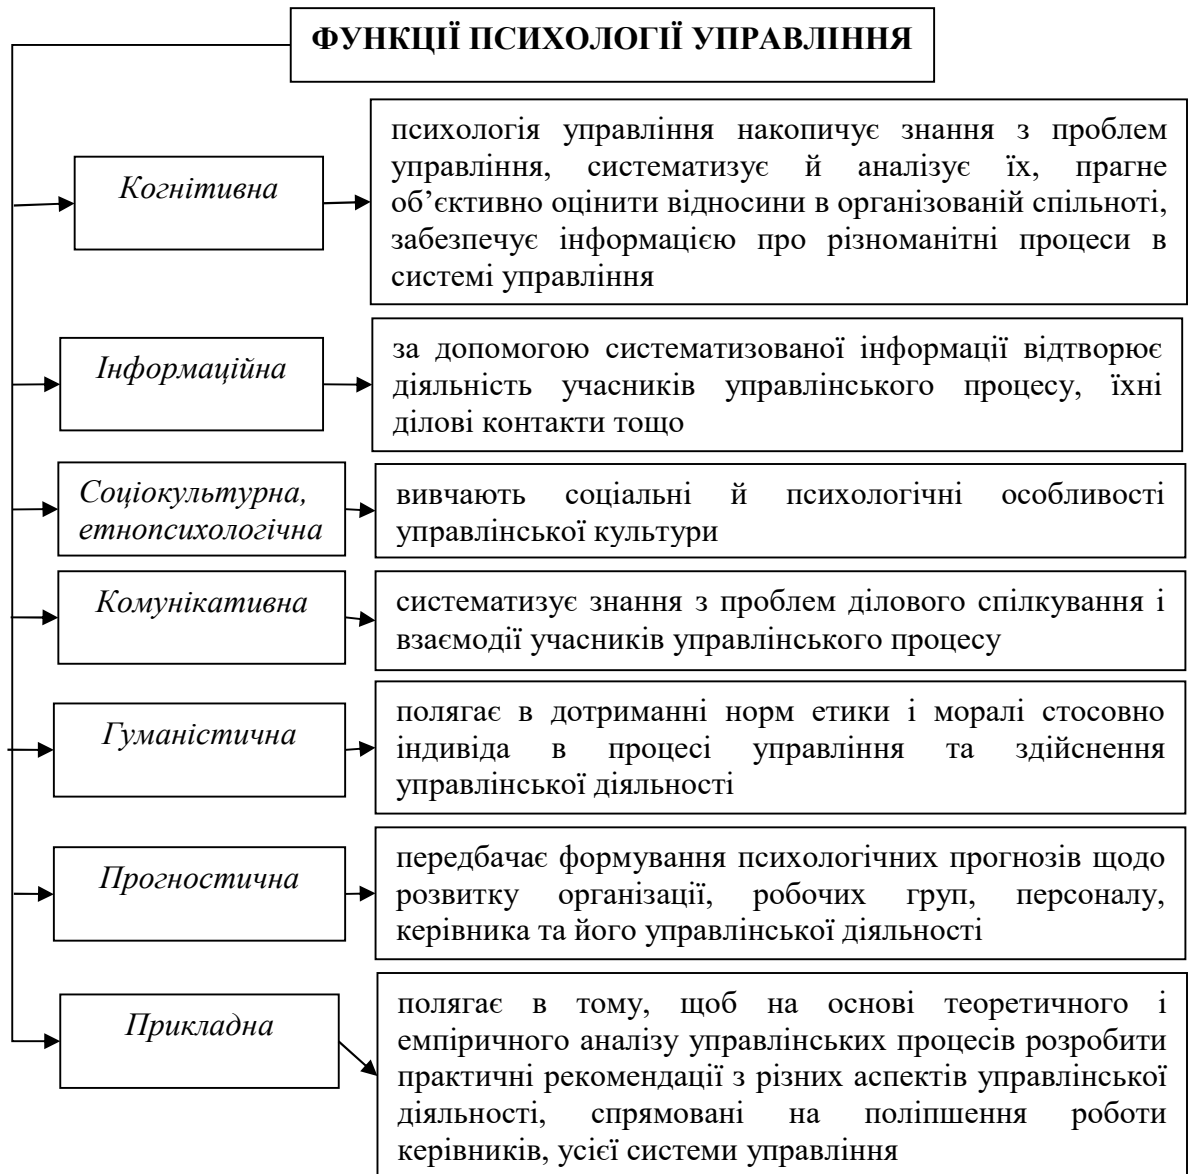 ФУНКЦІЇ ПСИХОЛОГІЇ УПРАВЛІННЯ
Когнітивна
психологія управління накопичує знання з проблем
управління, систематизує й аналізує їх, прагне
об’єктивно оцінити відносини в організованій спільноті,
забезпечує інформацією про різноманітні процеси в
системі управління
Інформаційна
за допомогою систематизованої інформації відтворює
діяльність учасників управлінського процесу, їхні
ділові контакти тощо
Соціокультурна,
етнопсихологічна
вивчають соціальні й психологічні особливості
управлінської культури
Комунікативна
систематизує знання з проблем ділового спілкування і
взаємодії учасників управлінського процесу
Гуманістична
полягає в дотриманні норм етики і моралі стосовно
індивіда в процесі управління та здійснення
управлінської діяльності
Прогностична
передбачає формування психологічних прогнозів щодо
розвитку організації, робочих груп, персоналу,
керівника та його управлінської діяльності
Прикладна
полягає в тому, щоб на основі теоретичного і
емпіричного аналізу управлінських процесів розробити
практичні рекомендації з різних аспектів управлінської
діяльності, спрямовані на поліпшення роботи
керівників, усієї системи управління